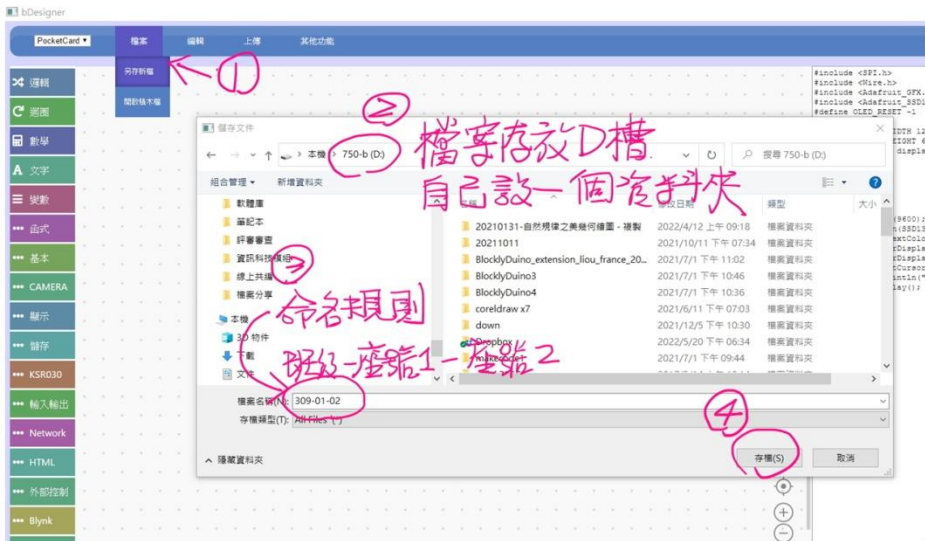 bDesigner
PocketCard ▼ 檔案 編輯 上傳 其他功能
另存新檔
開啟積木檔
①
②
邏輯
迴圈
數學
文字
變數
函式
基本
CAMERA
顯示
儲存
KSR030
輸入輸出
Network
HTML
外部控制
Blynk
#include <SPI.h>
#include <Wire.h>
#include <Adafruit_GFX.
#include <Adafruit_SSD1
#define OLED_RESET -1
儲存文件
本機 > 750-b (D:)
搜尋 750-b (D:)
檔案存放D槽
自己設一個資料夾
組合管理 ▼ 新增資料夾
修改日期 類型 大小
軟體庫
筆記本
評審審查
線上共編
檔案分享
本機
3D 物件
下載
文件
20210131-自然規律之美幾何繪圖 - 複製 2022/4/12 上午 09:18 檔案資料夾
20211011 2021/10/11 下午 07:34 檔案資料夾
BlocklyDuino_extension_liou_france_20... 2021/7/1 下午 11:02 檔案資料夾
BlocklyDuino3 2021/7/1 下午 10:46 檔案資料夾
BlocklyDuino4 2021/7/1 下午 10:36 檔案資料夾
coreldraw x7 2021/6/11 下午 07:03 檔案資料夾
down 2021/12/5 下午 10:30 檔案資料夾
Dropbox 2022/5/20 下午 06:34 檔案資料夾
makecode1 2021/7/1 下午 09:44 檔案資料夾
③
命名規則
班級-座號1-座號2
檔案名稱(N): 309-01-02
存檔類型(T): All Files (*)
④
隱藏資料夾
存檔(S) 取消